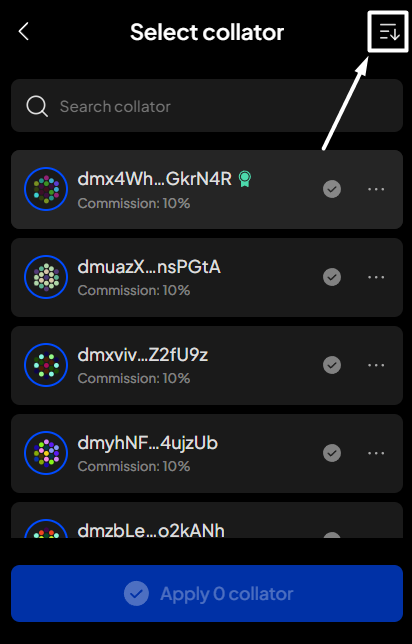 Select collator
Search collator
dmx4Wh...GkrN4R
Commission: 10%
dmuazX...nsPGtA
Commission: 10%
dmxviv...Z2fU9z
Commission: 10%
dmyhNF...4ujzUb
Commission: 10%
dmzbLe...o2kANh
Apply 0 collator